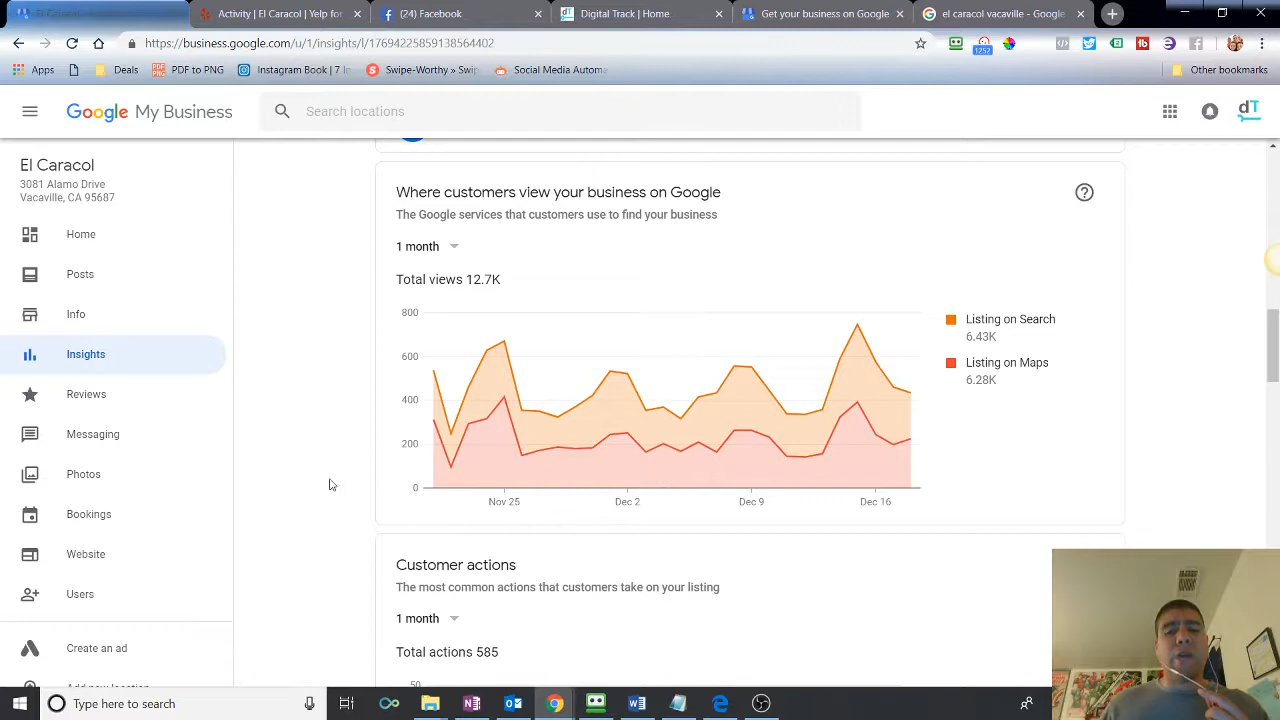 El Caracol
Activity | El Caracol | Yelp for
(24) Facebook
Digital Track | Home
Get your business on Google
el caracol vacaville - Google
https://business.google.com/u/1/insights/l/17694225859138564402
1252
Apps
Deals
PDF to PNG
Instagram Book | 7 I
Swipe-Worthy » Swip
Social Media Automa
Other bookmarks
Google My Business
Search locations
dT
El Caracol
3081 Alamo Drive
Vacaville, CA 95687
Home
Posts
Info
Insights
Reviews
Messaging
Photos
Bookings
Website
Users
Create an ad
Where customers view your business on Google
The Google services that customers use to find your business
1 month
Total views 12.7K
800
600
400
200
0
Nov 25
Dec 2
Dec 9
Dec 16
Listing on Search
6.43K
Listing on Maps
6.28K
Customer actions
The most common actions that customers take on your listing
1 month
Total actions 585
50
Type here to search